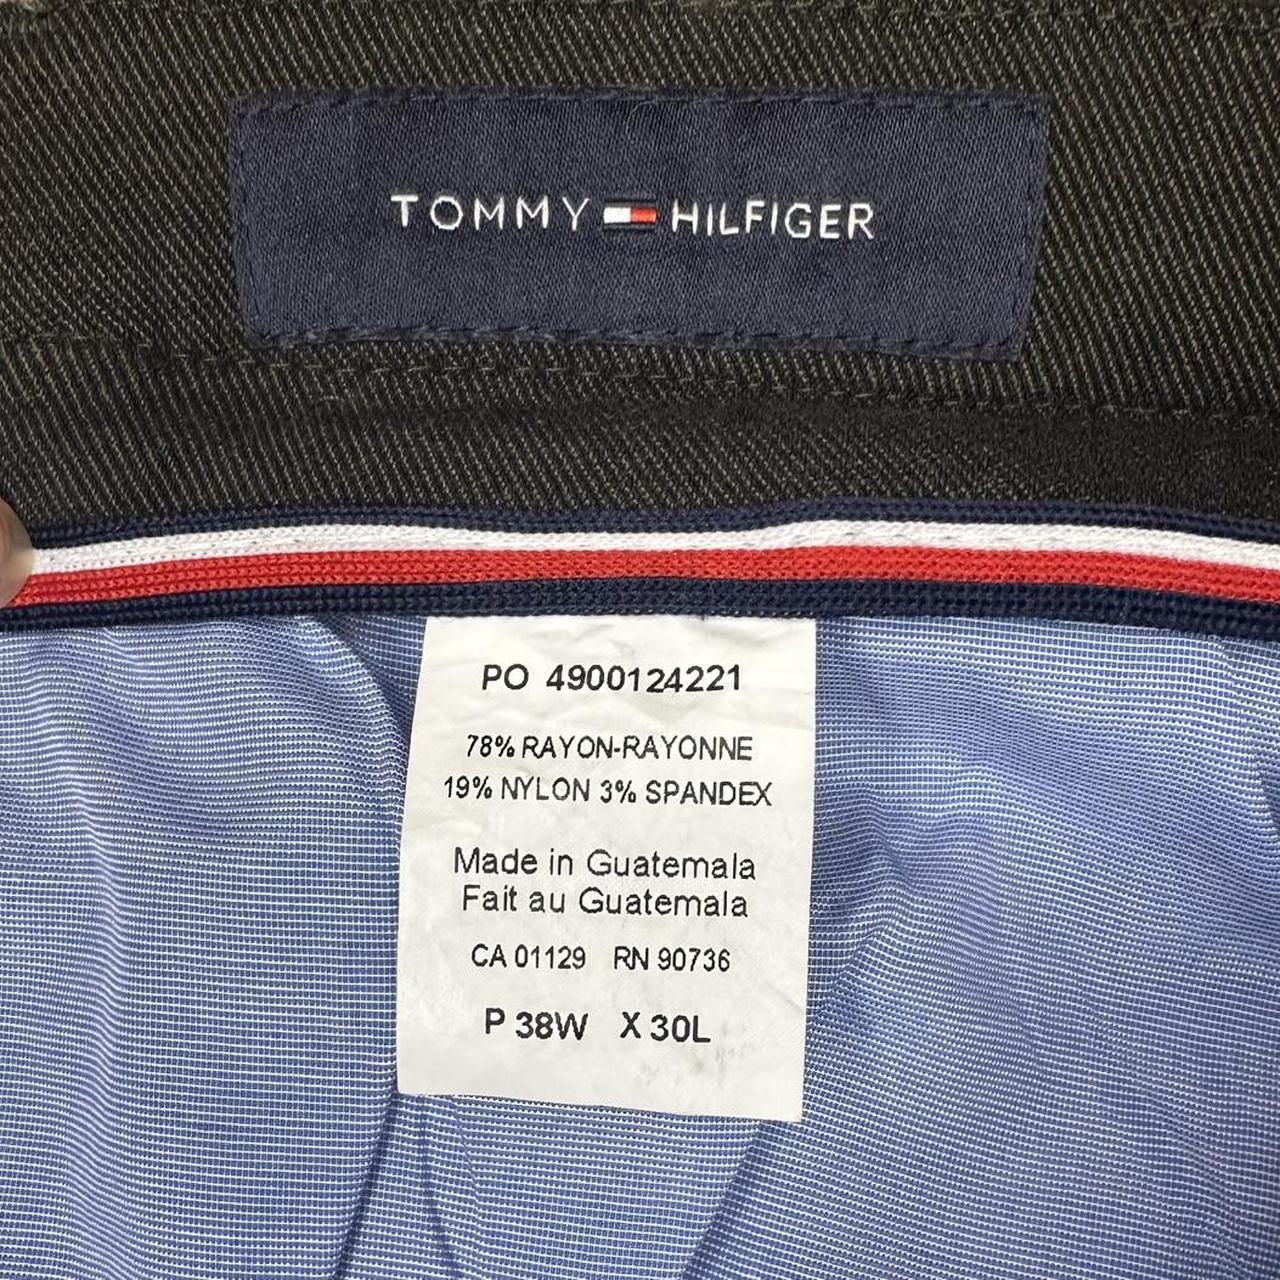 TOMMY HILFIGER
PO 4900124221
78% RAYON-RAYONNE
19% NYLON 3% SPANDEX
Made in Guatemala
Fait au Guatemala
CA 01129 RN 90736
P 38W X 30L